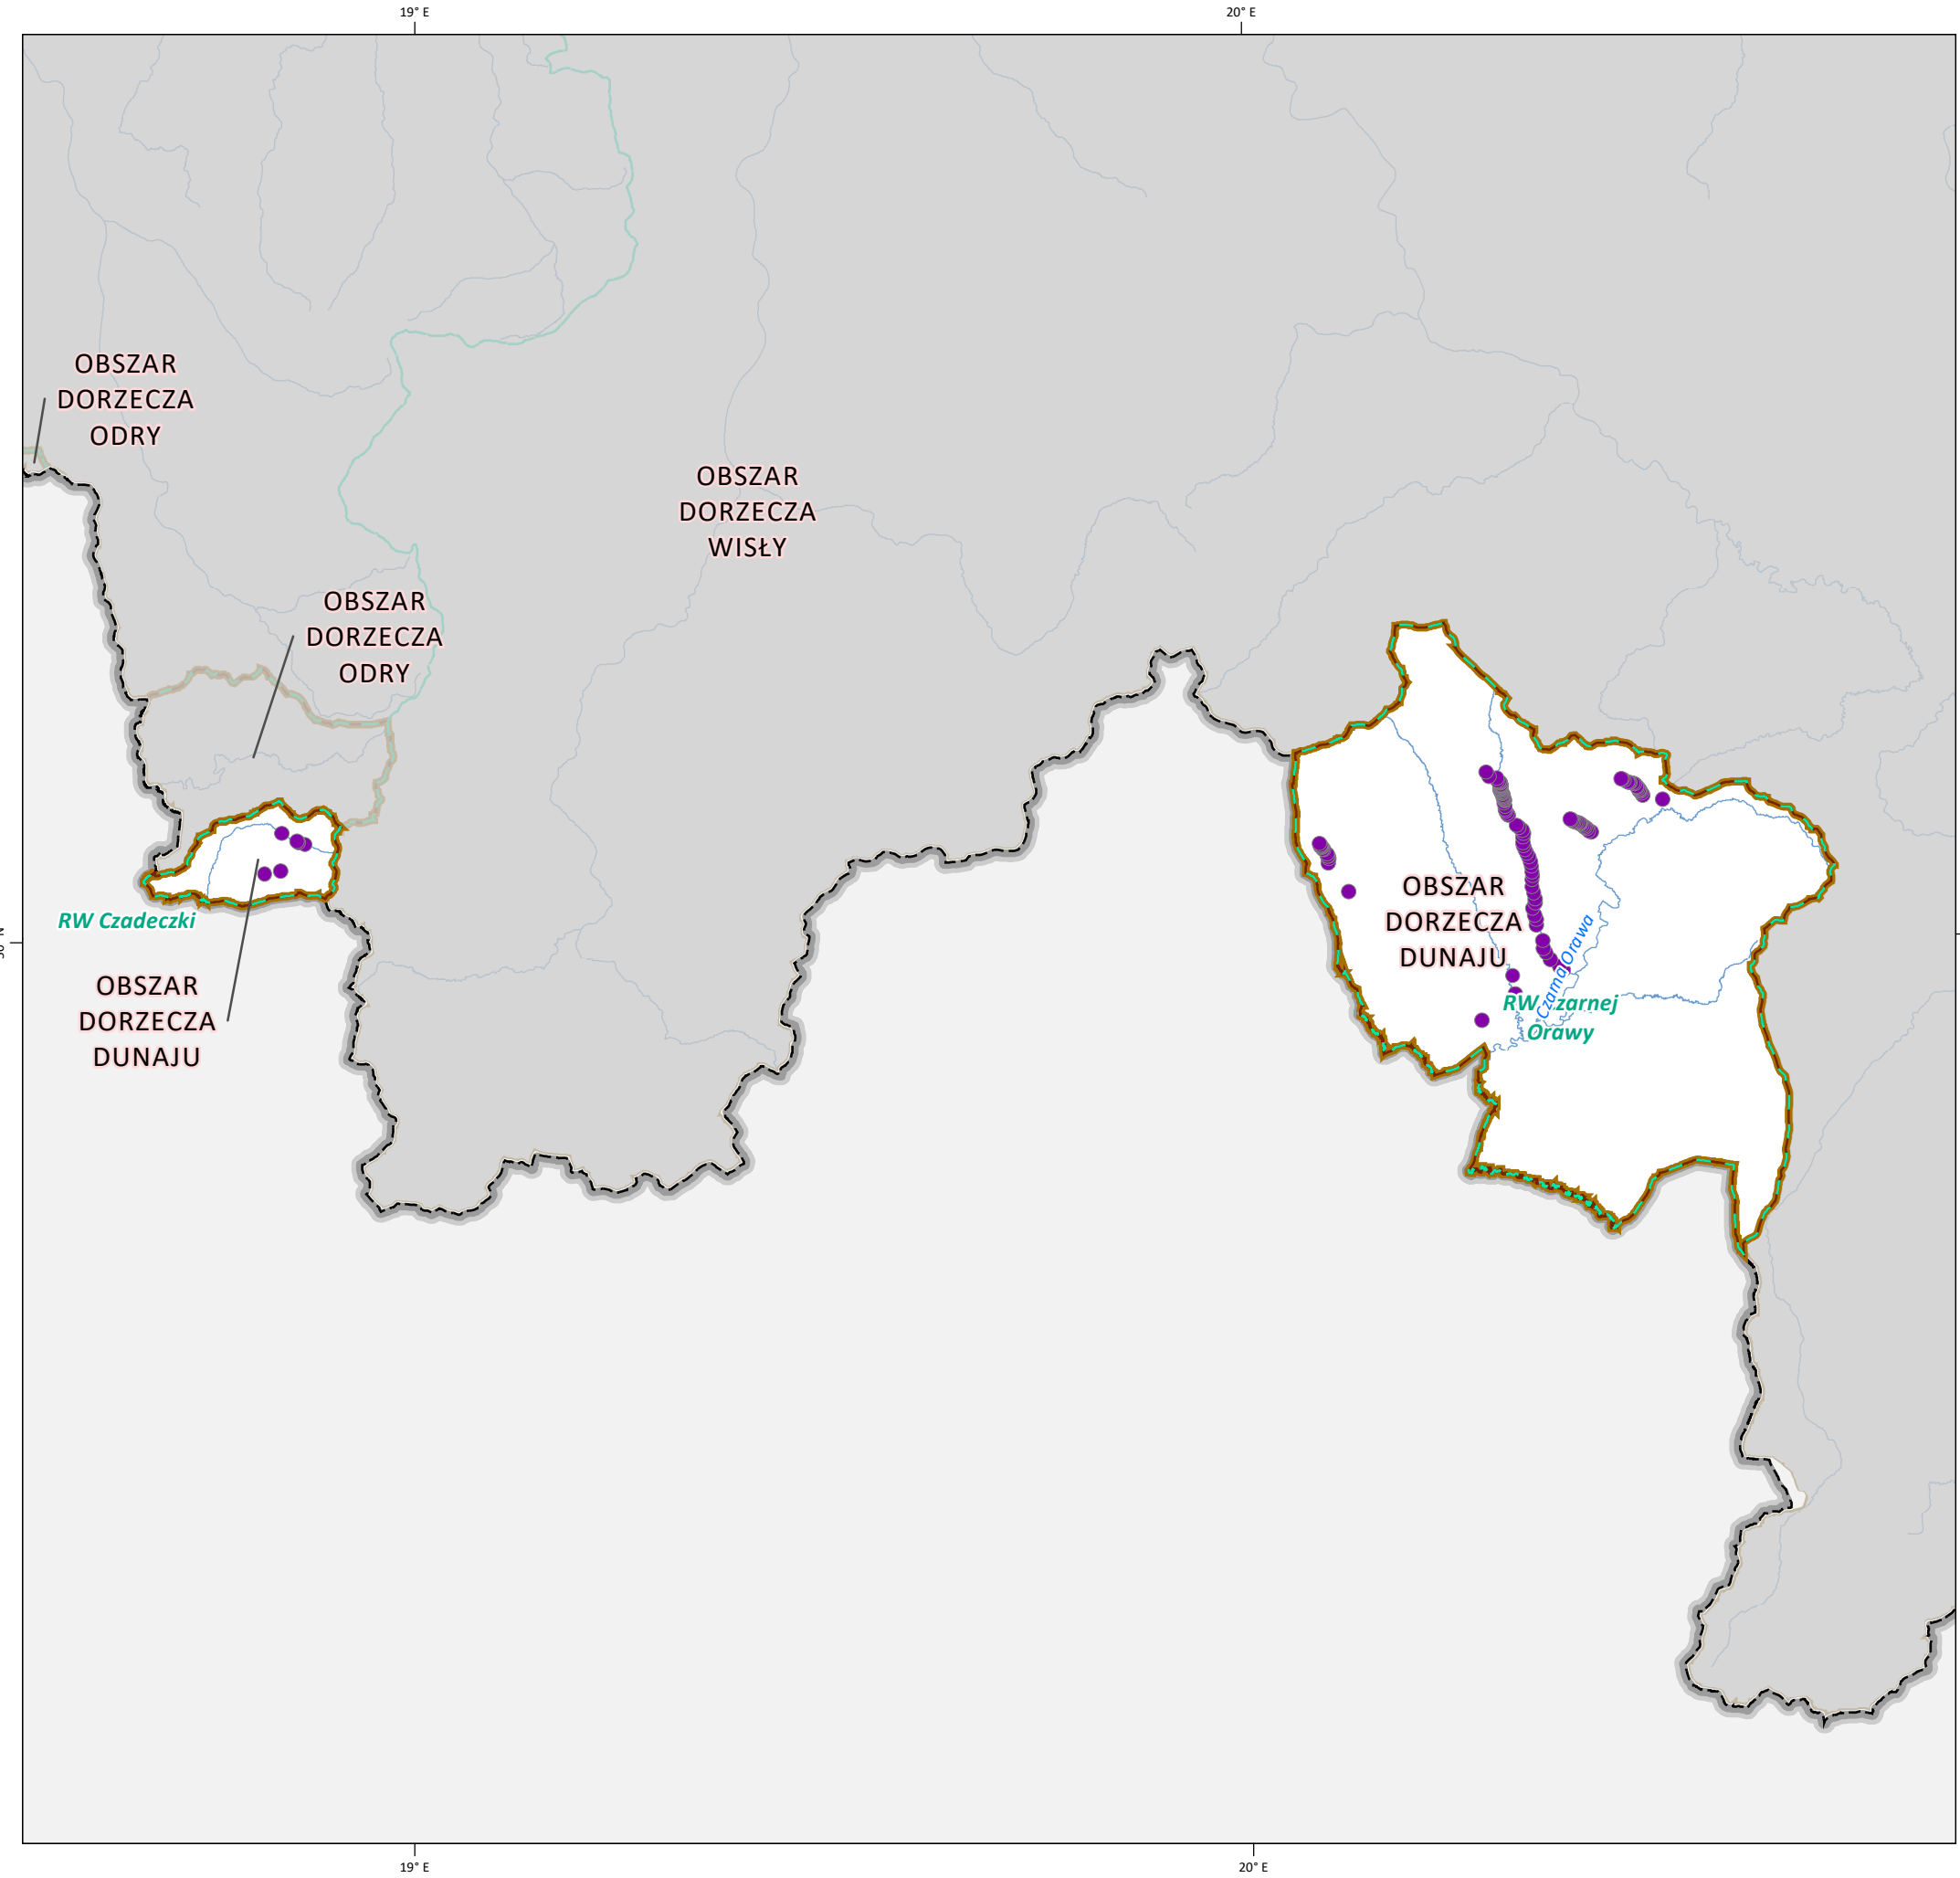 19° E
20° E
OBSZAR
DORZECZA
ODRY
OBSZAR
DORZECZA
WISŁY
OBSZAR
DORZECZA
ODRY
OBSZAR
DORZECZA
DUNAJU
RW Czadeczki
Czarna Orawa
OBSZAR
DORZECZA
DUNAJU
RW Czarnej
Orawy
19° E
20° E